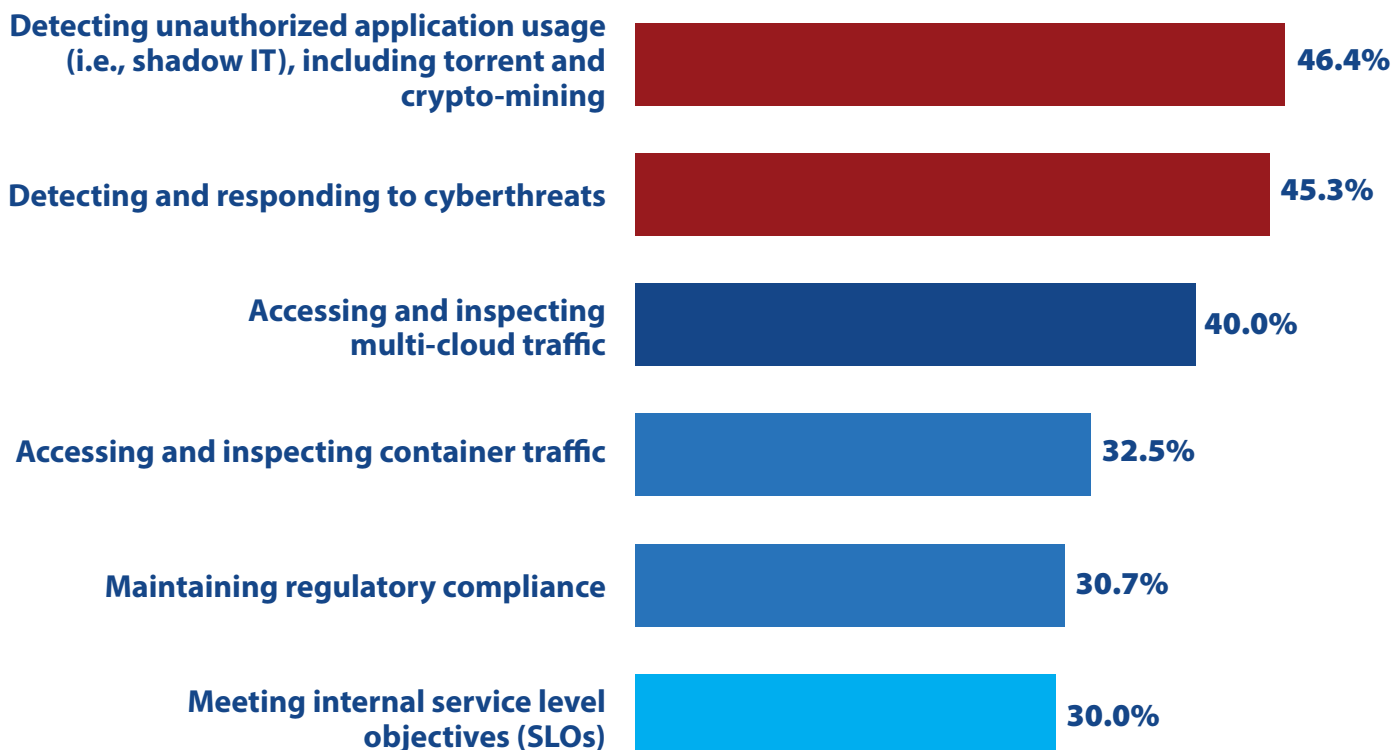 Detecting unauthorized application usage
(i.e., shadow IT), including torrent and
crypto-mining
46.4%
Detecting and responding to cyberthreats
45.3%
Accessing and inspecting
multi-cloud traffic
40.0%
Accessing and inspecting container traffic
32.5%
Maintaining regulatory compliance
30.7%
Meeting internal service level
objectives (SLOs)
30.0%